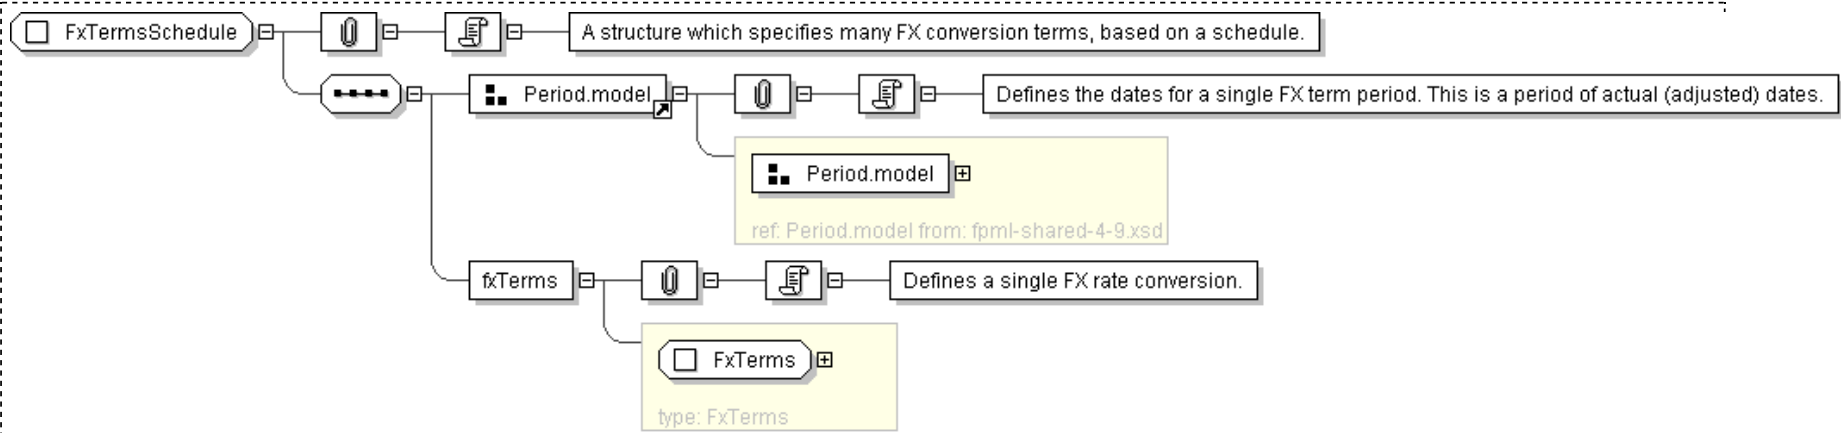 FxTermsSchedule
A structure which specifies many FX conversion terms, based on a schedule.
Period.model
Defines the dates for a single FX term period. This is a period of actual (adjusted) dates.
Period.model
ref: Period.model from: fpml-shared-4-9.xsd
fxTerms
Defines a single FX rate conversion.
FxTerms
type: FxTerms